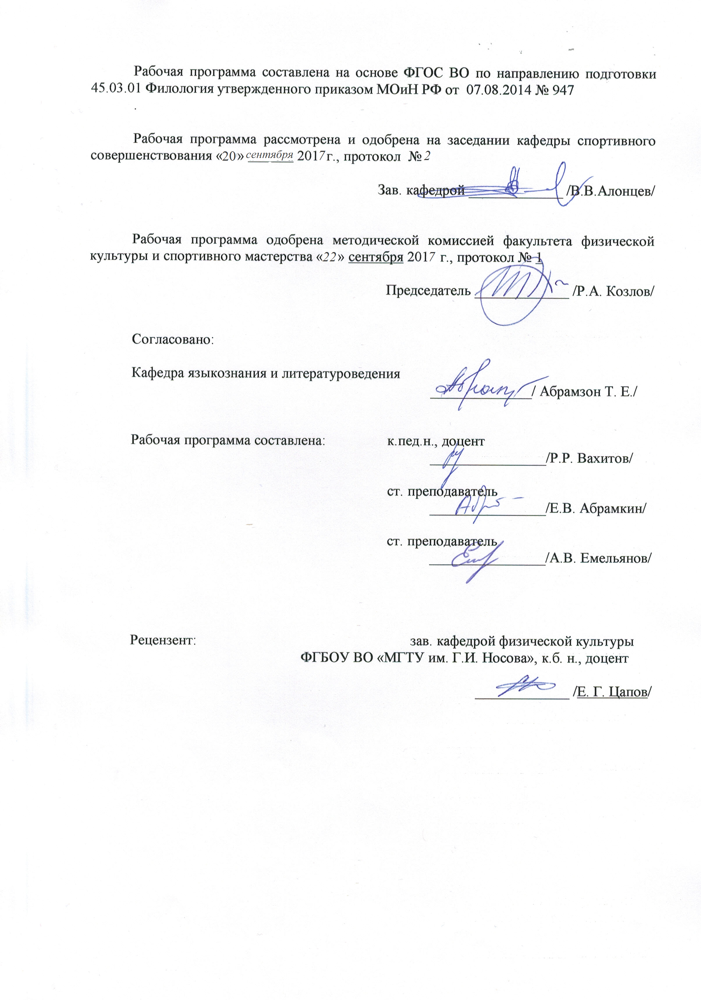 Рабочая программа составлена на основе ФГОС ВО по направлению подготовки
45.03.01 Филология утвержденного приказом МОиН РФ от 07.08.2014 № 947
Рабочая программа рассмотрена и одобрена на заседании кафедры спортивного
совершенствования «20» сентября 2017г., протокол № 2
Зав. кафедрой /В.В.Алонцев/
Рабочая программа одобрена методической комиссией факультета физической
культуры и спортивного мастерства «22» сентября 2017 г., протокол № 1
Председатель /Р.А. Козлов/
Согласовано:
Кафедра языкознания и литературоведения
/ Абрамзон Т. Е./
Рабочая программа составлена: к.пед.н., доцент
/Р.Р. Вахитов/
ст. преподаватель
/Е.В. Абрамкин/
ст. преподаватель
/А.В. Емельянов/
Рецензент: зав. кафедрой физической культуры
ФГБОУ ВО «МГТУ им. Г.И. Носова», к.б. н., доцент
/Е. Г. Цапов/